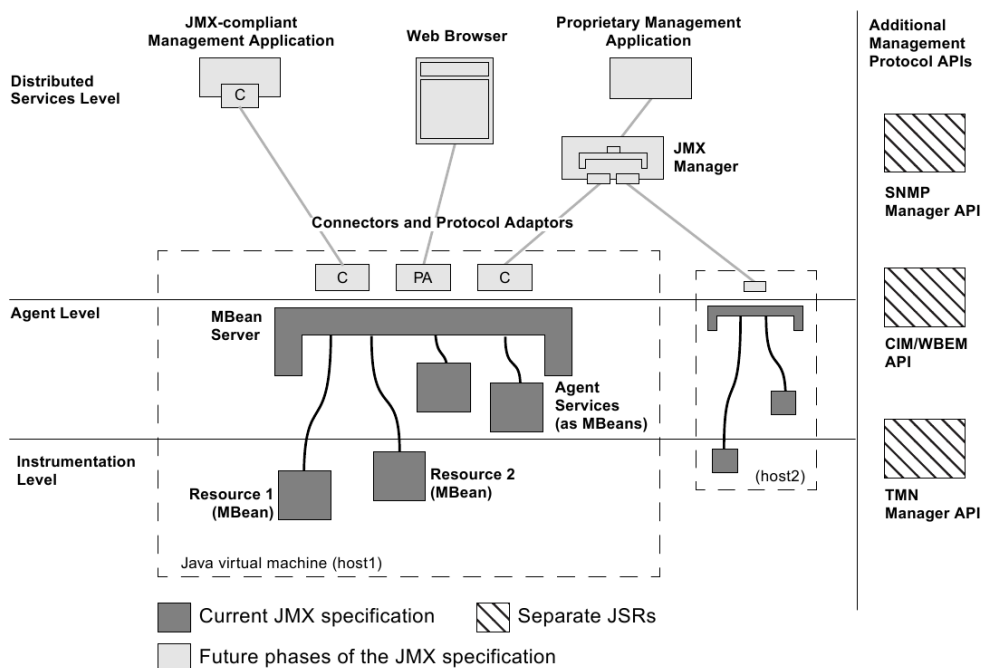 JMX-compliant
Management Application
Web Browser
Proprietary Management
Application
Additional
Management
Protocol APIs
Distributed
Services Level
C
JMX
Manager
SNMP
Manager API
Connectors and Protocol Adaptors
C
PA
C
Agent Level
MBean
Server
CIM/WBEM
API
Agent
Services
(as MBeans)
Instrumentation
Level
Resource 1
(MBean)
Resource 2
(MBean)
(host2)
TMN
Manager API
Java virtual machine (host1)
Current JMX specification
Separate JSRs
Future phases of the JMX specification